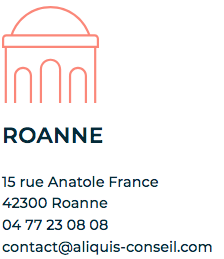 ROANNE
15 rue Anatole France
42300 Roanne
04 77 23 08 08
contact@aliquis-conseil.com